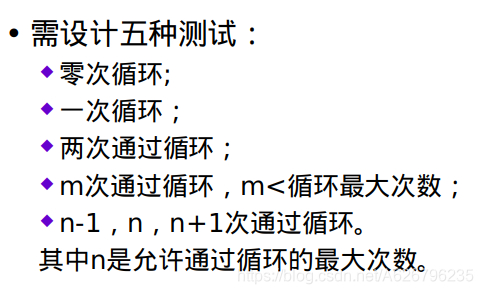 • 需设计五种测试：
◆零次循环;
◆一次循环；
◆两次通过循环；
◆m次通过循环，m<循环最大次数；
◆n-1，n，n+1次通过循环。
其中n是允许通过循环的最大次数。
https://blog.csdn.net/A626796235